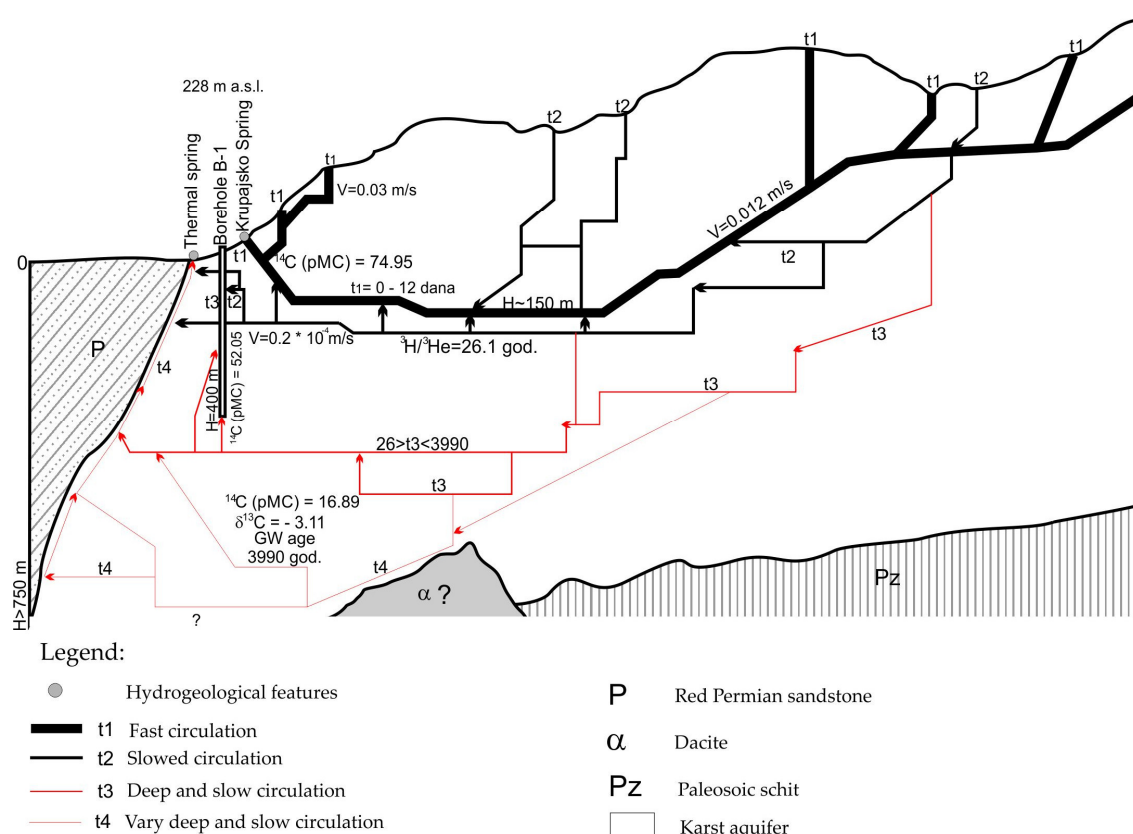 228 m a.s.l.
Thermal spring
Borehole B-1
Krupajsko Spring
t1
t1
t1
t2
t2
t1
t1
t2
t1
V=0.03 m/s
V=0.012 m/s
0
t1
14C (pMC) = 74.95
t1= 0 - 12 dana
H~150 m
t2
t3
t2
V=0.2 * 10-4m/s
3H/3He=26.1 god.
t3
P
t4
H=400 m
14C (pMC) = 52.05
t3
26>t3<3990
t3
14C (pMC) = 16.89
δ13C = - 3.11
GW age
3990 god.
t4
t4
α ?
Pz
?
H>750 m
Legend:
Hydrogeological features
t1 Fast circulation
t2 Slowed circulation
t3 Deep and slow circulation
t4 Vary deep and slow circulation
P Red Permian sandstone
α Dacite
Pz Paleosoic schit
Karst aquifer